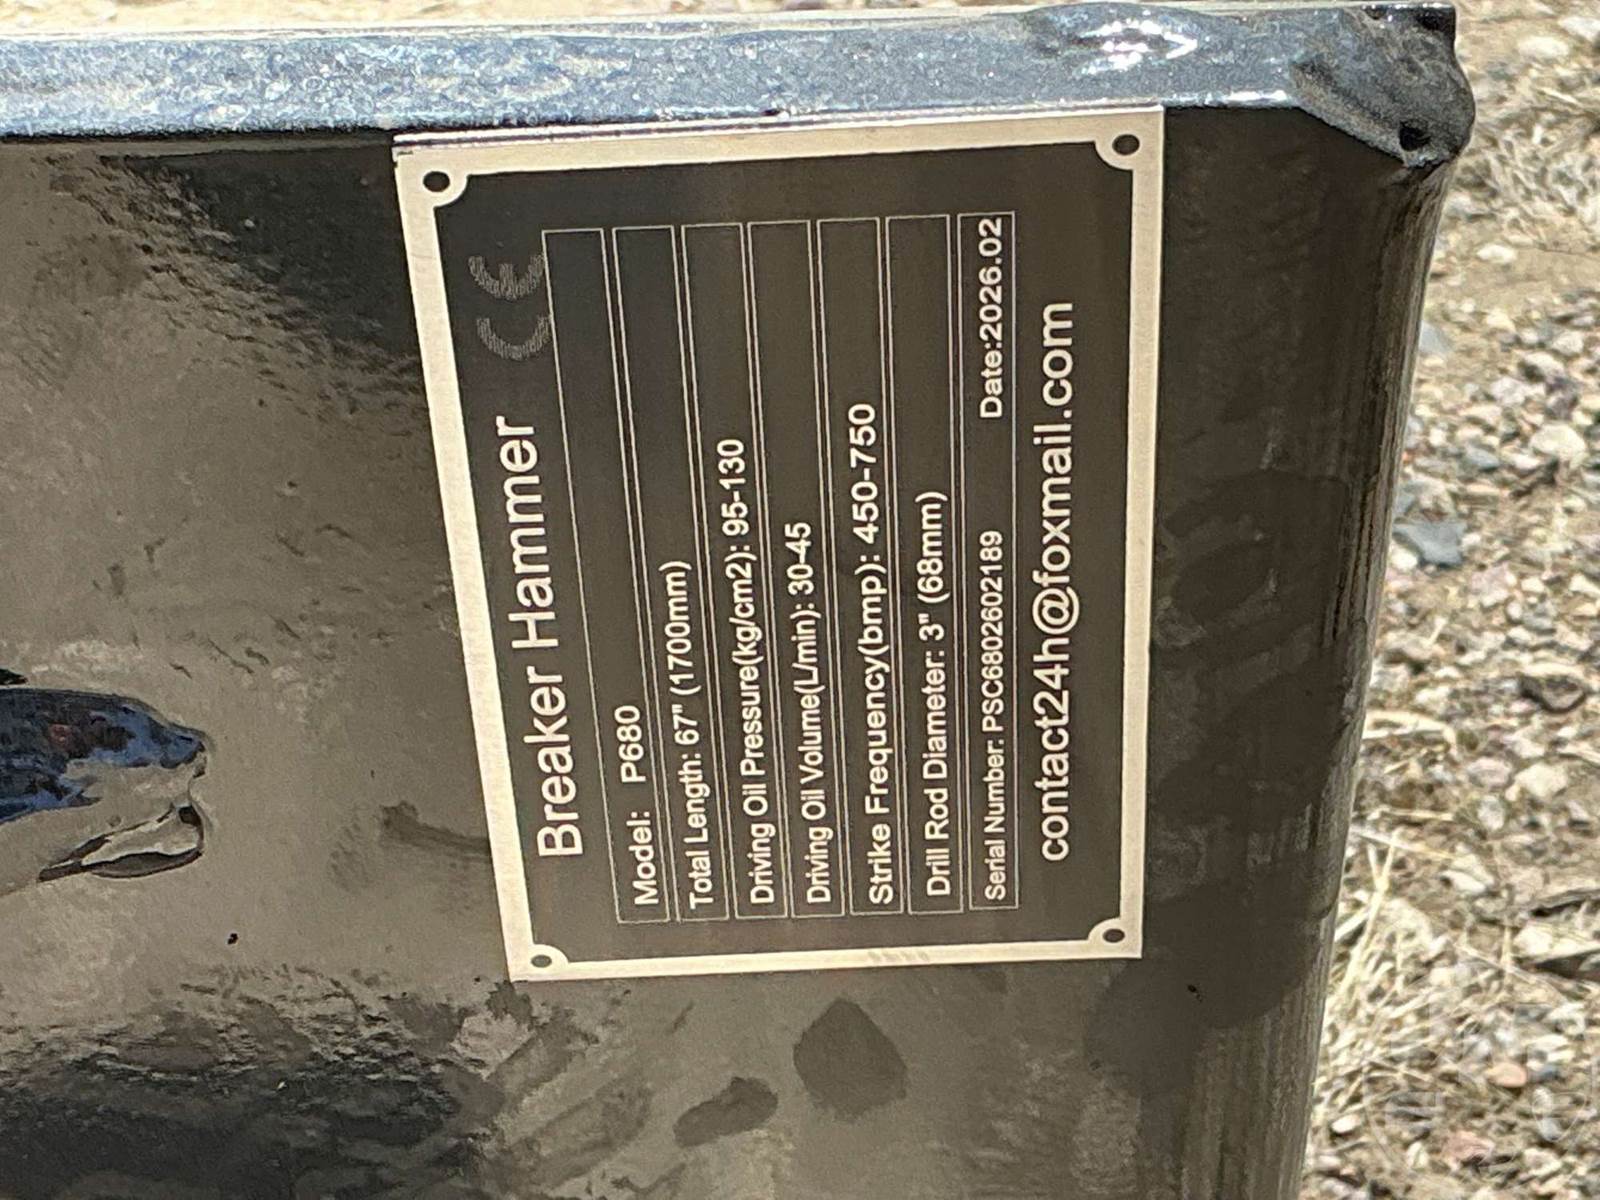 Breaker Hammer CE
Model: P680
Total Length: 67" (1700mm)
Driving Oil Pressure(kg/cm2): 95-130
Driving Oil Volume(L/min): 30-45
Strike Frequency(bmp): 450-750
Drill Rod Diameter: 3" (68mm)
Serial Number: PSC6802602189 Date:2026.02
contact24h@foxmail.com